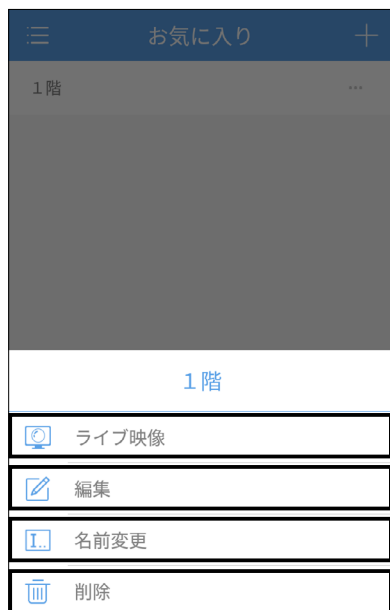 お気に入り
１階
１階
ライブ映像
編集
名前変更
削除